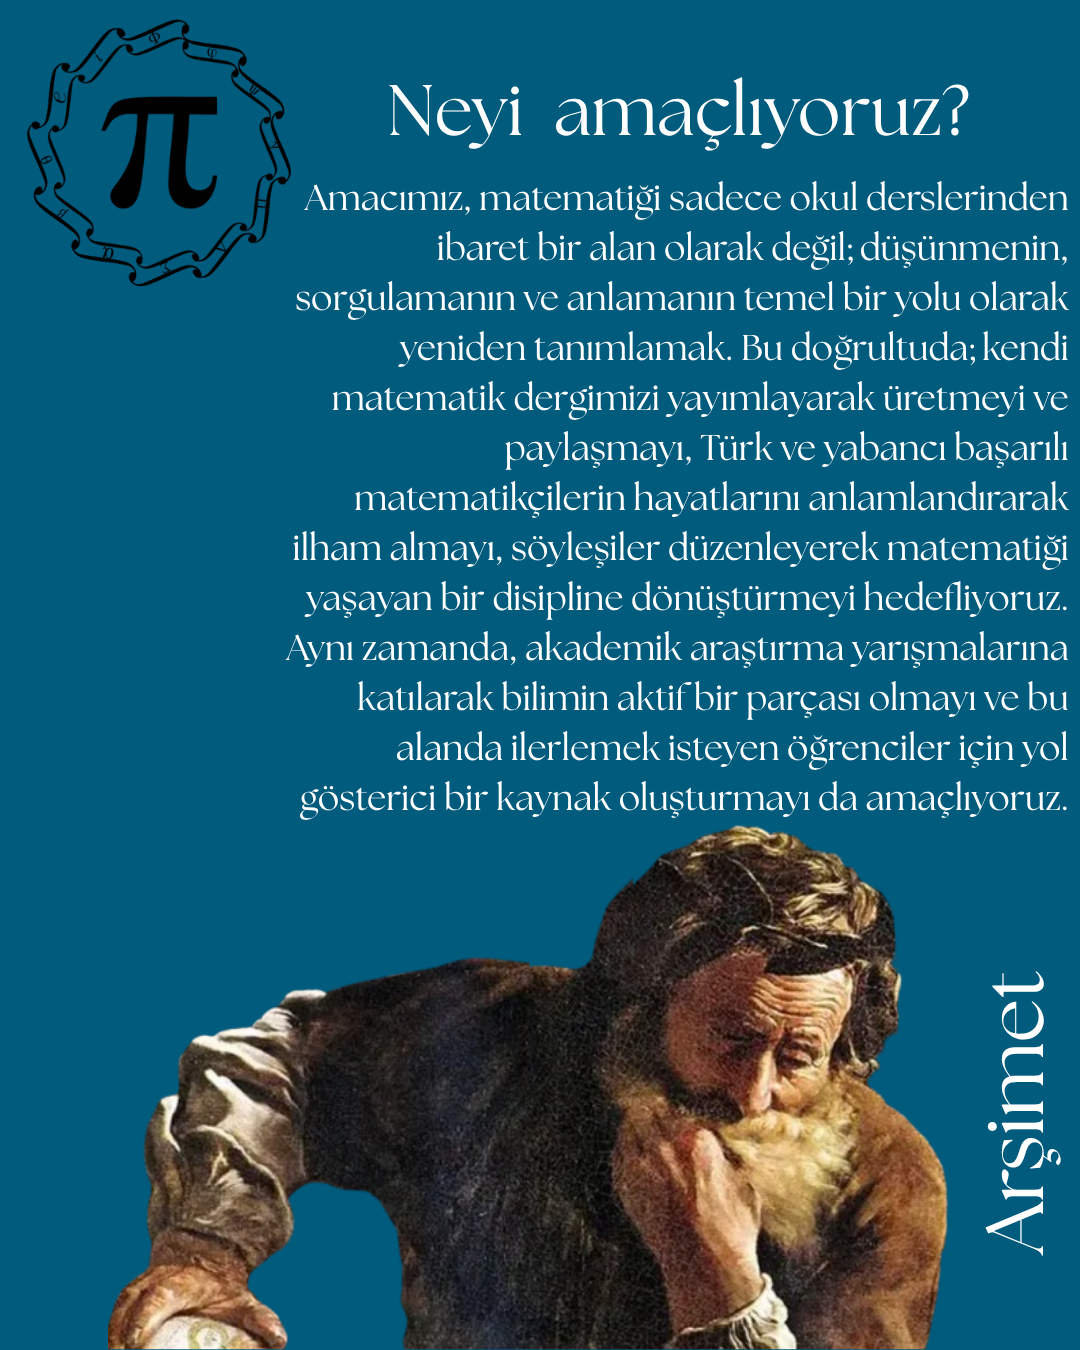 π
Neyi amaçlıyoruz?
Amacımız, matematiği sadece okul derslerinden
ibaret bir alan olarak değil; düşünmenin,
sorgulamanın ve anlamanın temel bir yolu olarak
yeniden tanımlamak. Bu doğrultuda; kendi
matematik dergimizi yayımlayarak üretmeyi ve
paylaşmayı, Türk ve yabancı başarılı
matematikçilerin hayatlarını anlamlandırarak
ilham almayı, söyleşiler düzenleyerek matematiği
yaşayan bir disipline dönüştürmeyi hedefliyoruz.
Aynı zamanda, akademik araştırma yarışmalarına
katılarak bilimin aktif bir parçası olmayı ve bu
alanda ilerlemek isteyen öğrenciler için yol
gösterici bir kaynak oluşturmayı da amaçlıyoruz.
Arşimet